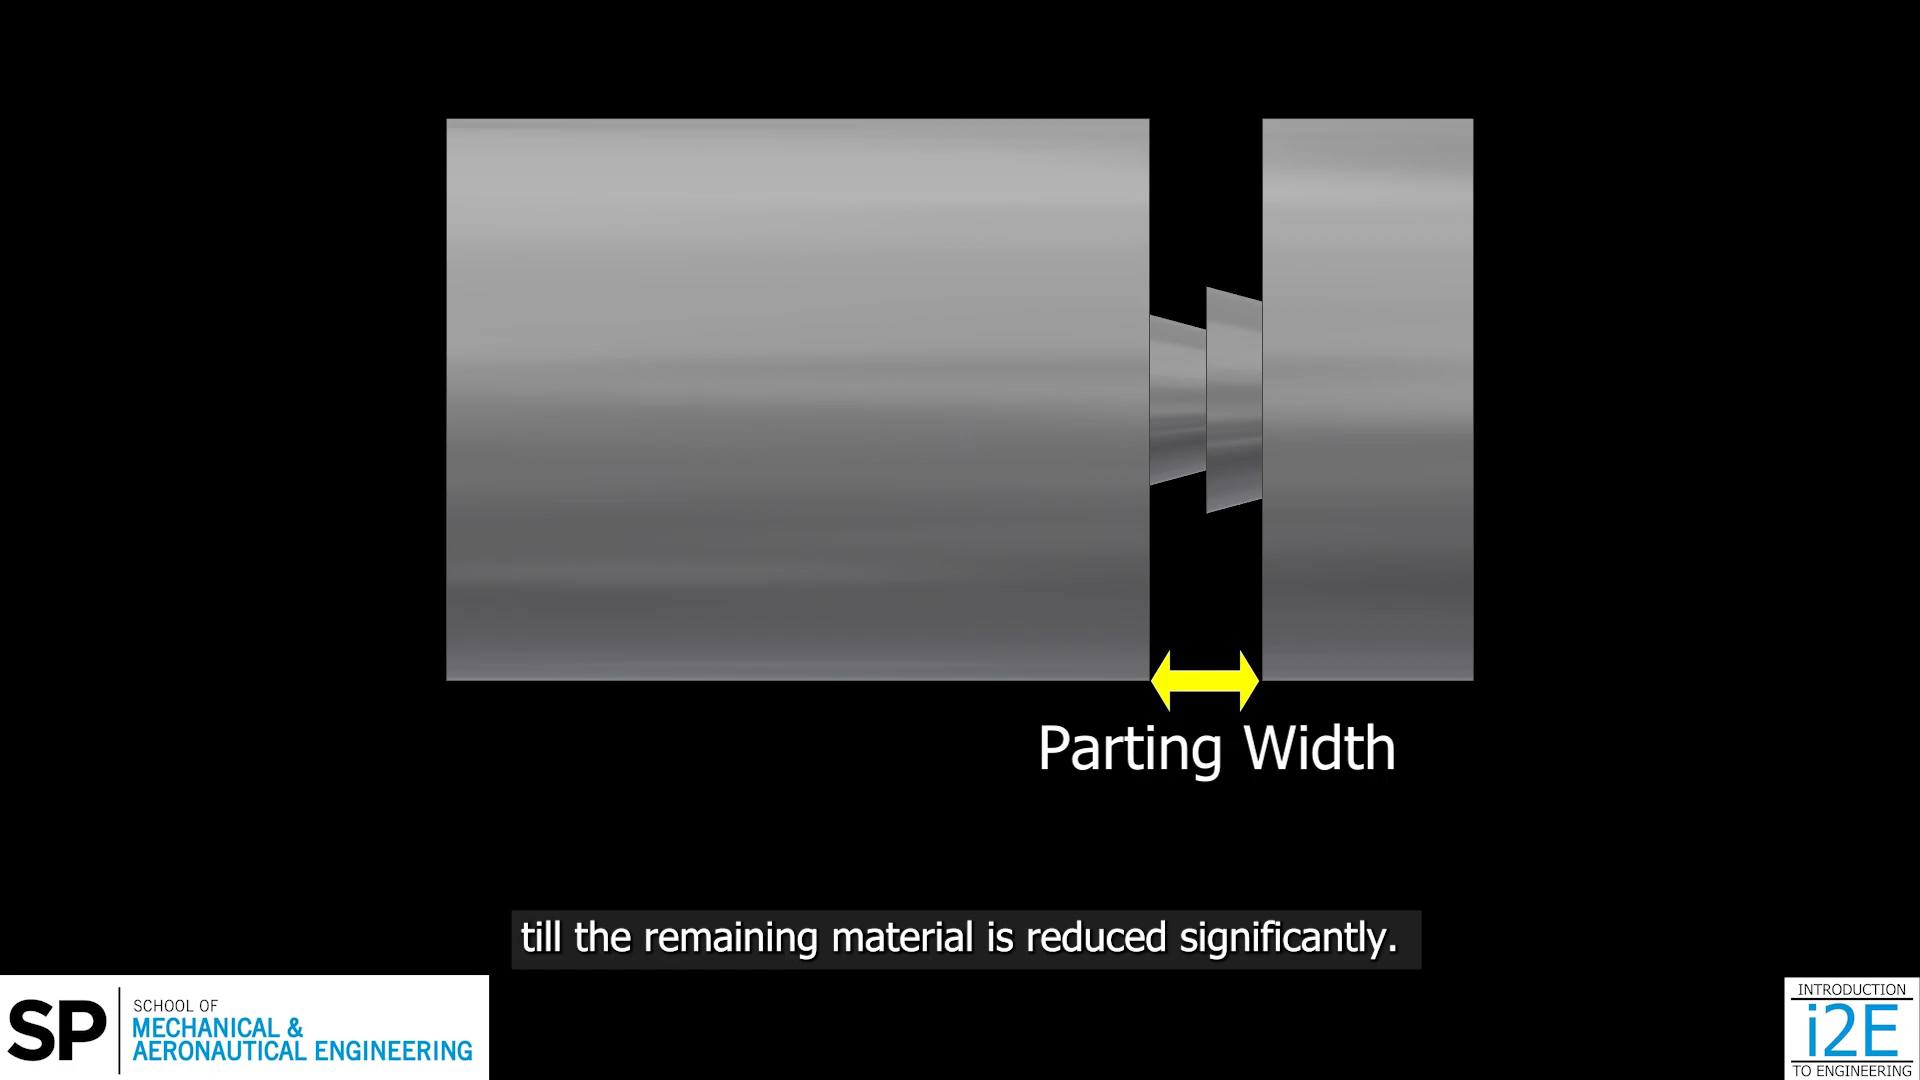 Parting Width
till the remaining material is reduced significantly.
SP
SCHOOL OF
MECHANICAL &
AERONAUTICAL ENGINEERING
INTRODUCTION
i2E
TO ENGINEERING